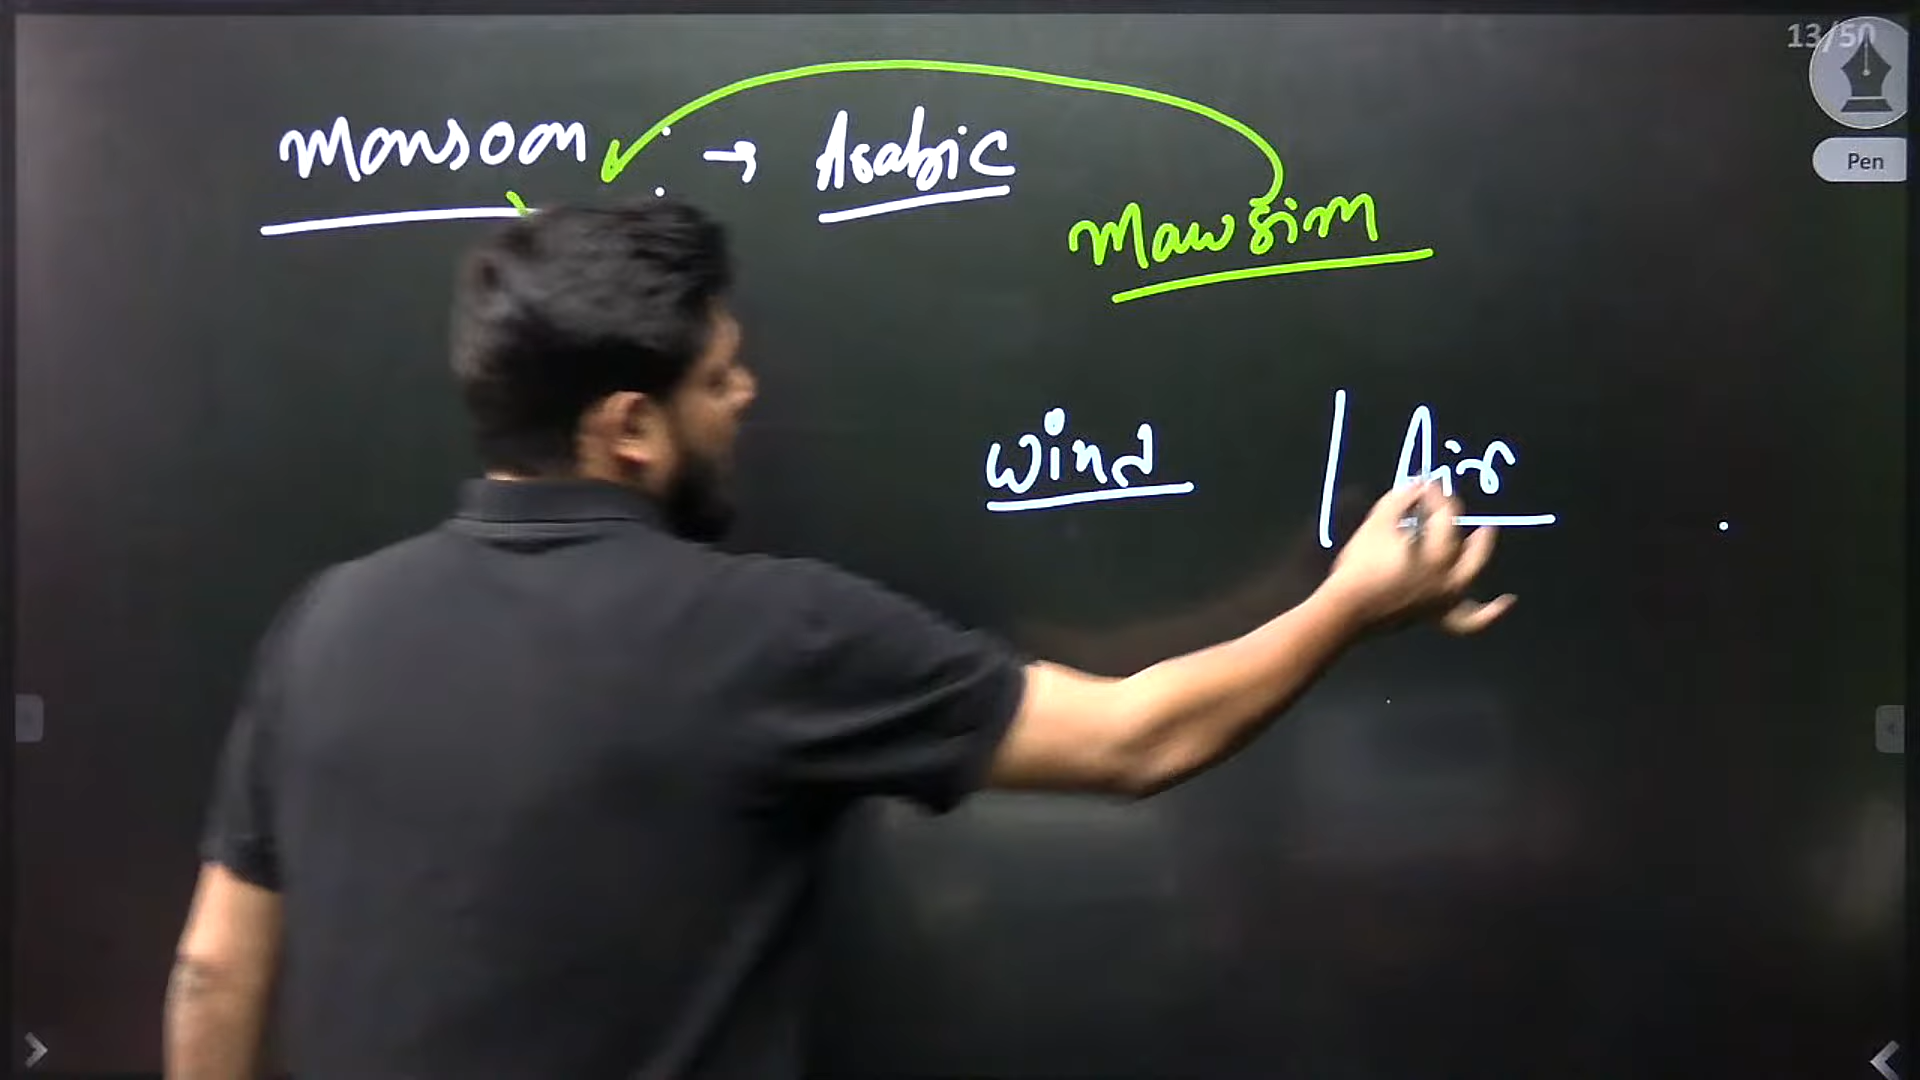 13/50
Pen
Monsoon : → Arabic
Mawsim
Wind | Air